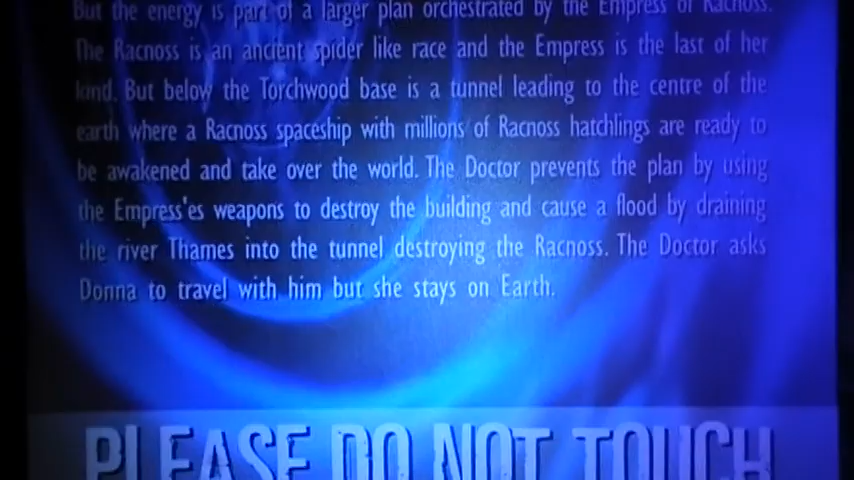 But the energy is part of a larger plan orchestrated by the Empress of Racnoss.
The Racnoss is an ancient spider like race and the Empress is the last of her
kind. But below the Torchwood base is a tunnel leading to the centre of the
earth where a Racnoss spaceship with millions of Racnoss hatchlings are ready to
be awakened and take over the world. The Doctor prevents the plan by using
the Empress'es weapons to destroy the building and cause a flood by draining
the river Thames into the tunnel destroying the Racnoss. The Doctor asks
Donna to travel with him but she stays on Earth.
PLEASE DO NOT TOUCH